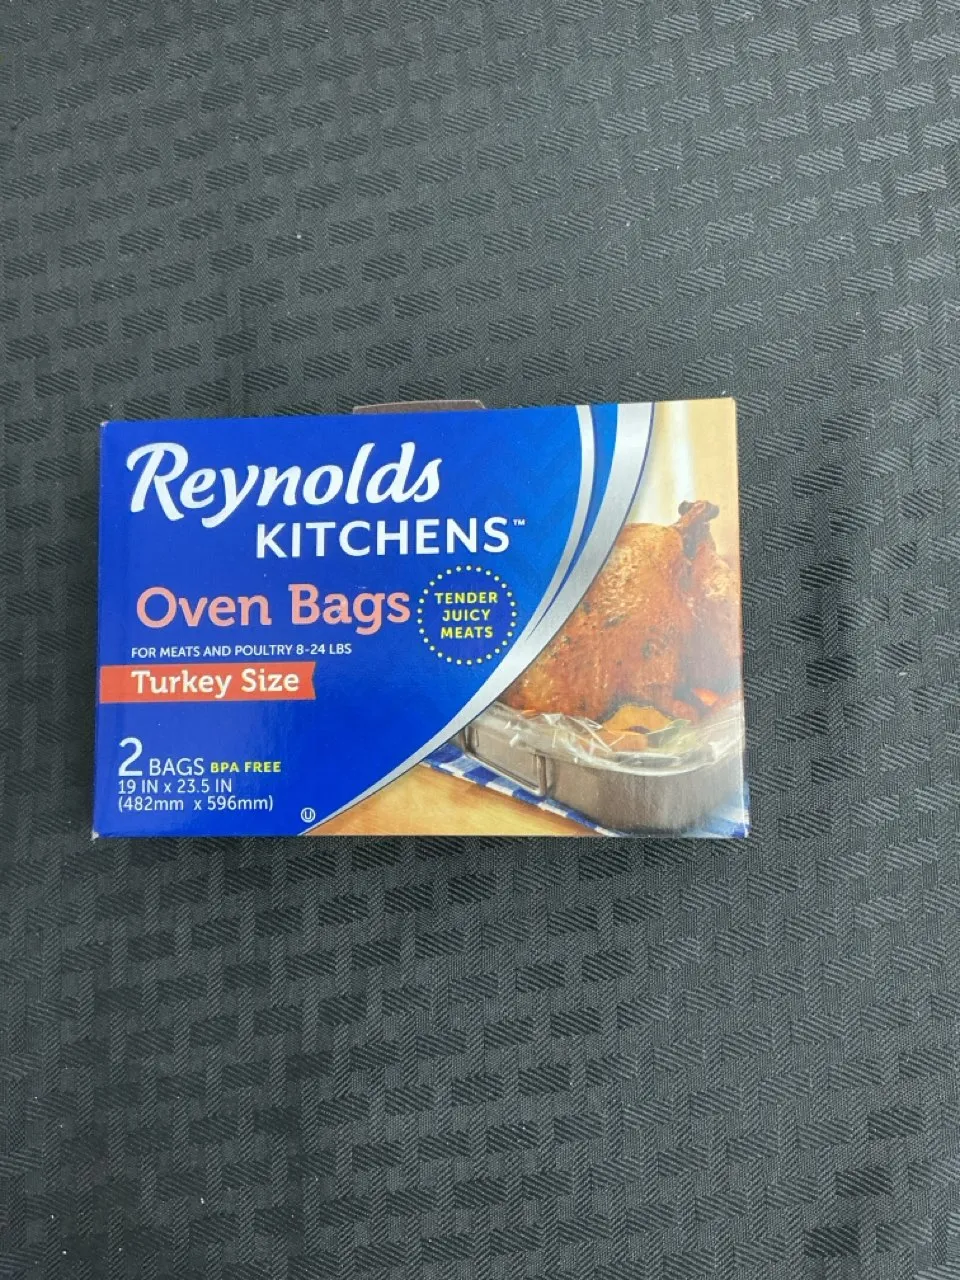 Reynolds
KITCHENS™
Oven Bags
TENDER
JUICY
MEATS
FOR MEATS AND POULTRY 8-24 LBS
Turkey Size
2 BAGS BPA FREE
19 IN x 23.5 IN
(482mm x 596mm)
U